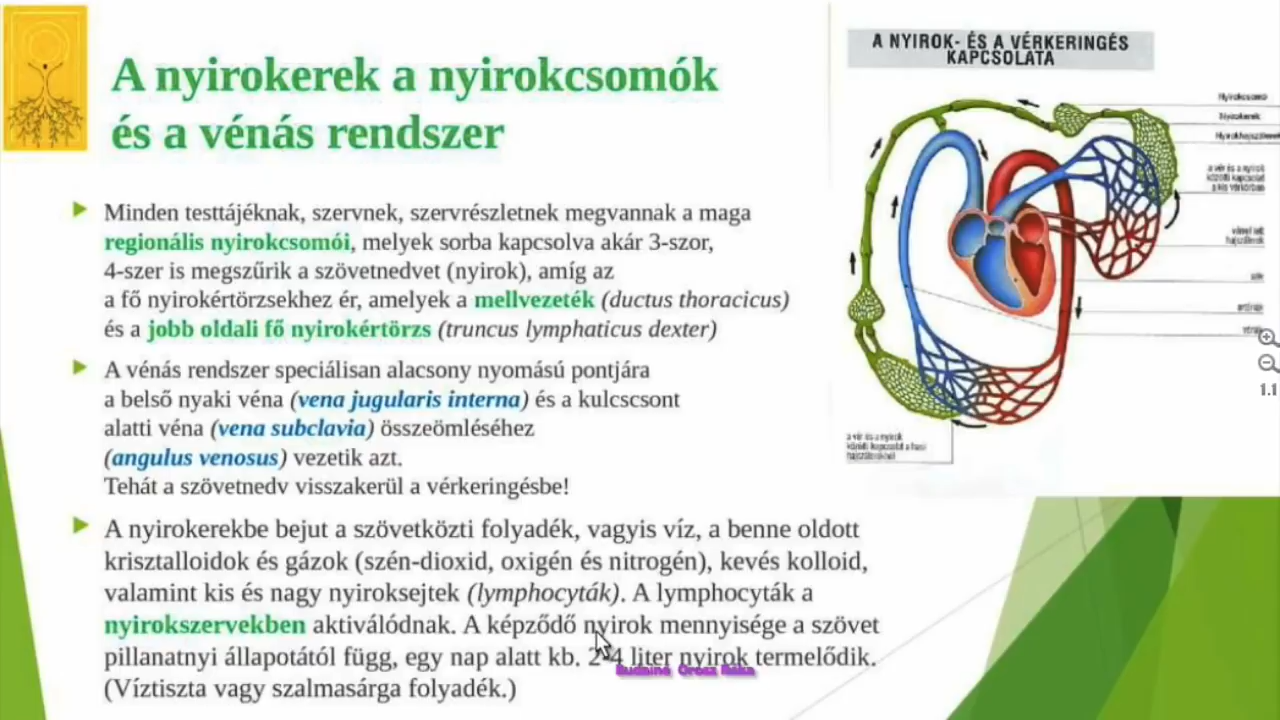 A nyirokerek a nyirokcsomók
és a vénás rendszer
Minden testtájéknak, szervnek, szervrészletnek megvannak a maga
regionális nyirokcsomói, melyek sorba kapcsolva akár 3-szor,
4-szer is megszűrik a szövetnedvet (nyirok), amíg az
a fő nyirokértörzsekhez ér, amelyek a mellvezeték (ductus thoracicus)
és a jobb oldali fő nyirokértörzs (truncus lymphaticus dexter)
A vénás rendszer speciálisan alacsony nyomású pontjára
a belső nyaki véna (vena jugularis interna) és a kulcscsont
alatti véna (vena subclavia) összeömléséhez
(angulus venosus) vezetik azt.
Tehát a szövetnedv visszakerül a vérkeringésbe!
A nyirokerekbe bejut a szövetközti folyadék, vagyis víz, a benne oldott
krisztalloidok és gázok (szén-dioxid, oxigén és nitrogén), kevés kolloid,
valamint kis és nagy nyiroksejtek (lymphocyták). A lymphocyták a
nyirokszervekben aktiválódnak. A képződő nyirok mennyisége a szövet
pillanatnyi állapotától függ, egy nap alatt kb. 2-4 liter nyirok termelődik.
(Víztiszta vagy szalmasárga folyadék.)
A NYIROK- ÉS A VÉRKERINGÉS
KAPCSOLATA
Nyirokcsomó
Nyirokerek
a vér és a nyirok
1.1